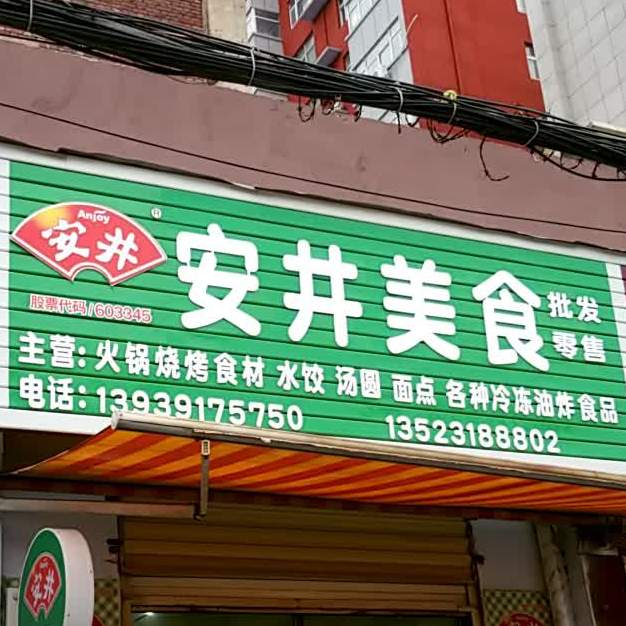 Anjoy
安井
®
股票代码/603345
安井美食
批发
零售
主营:火锅烧烤食材 水饺 汤圆 面点 各种冷冻油炸食品
电话:13939175750 13523188802
安井